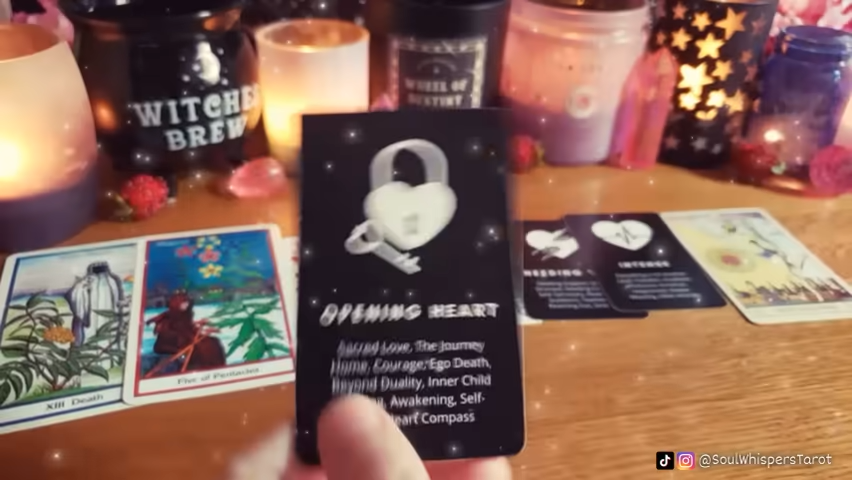 WITCHES
BREW
WHEEL OF
DESTINY
OPENING HEART
Sacred Love, The Journey
Home, Courage, Ego Death,
Beyond Duality, Inner Child
Awakening, Self-
Heart Compass
NEEDING
INTENSE
XIII Death
Five of Pentacles
@SoulWhispersTarot